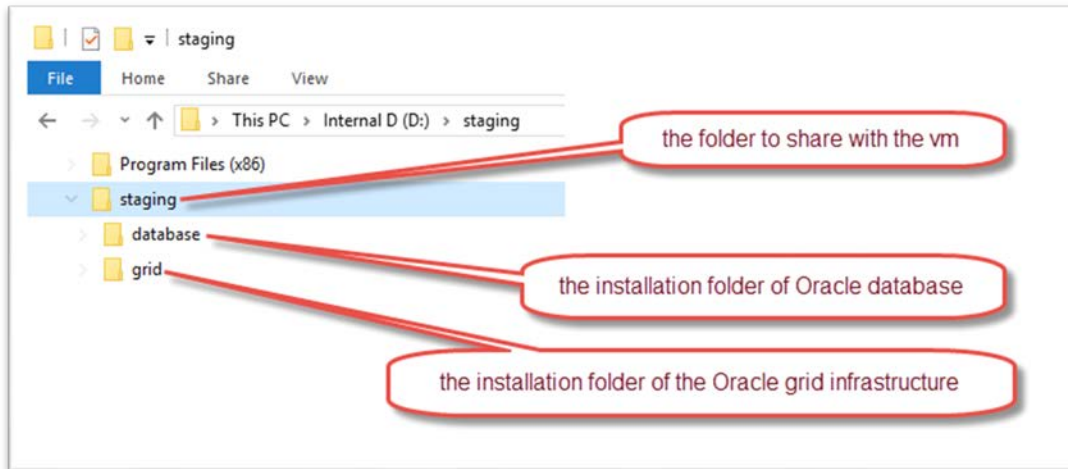 staging
File Home Share View
This PC > Internal D (D:) > staging
the folder to share with the vm
Program Files (x86)
staging
database
the installation folder of Oracle database
grid
the installation folder of the Oracle grid infrastructure